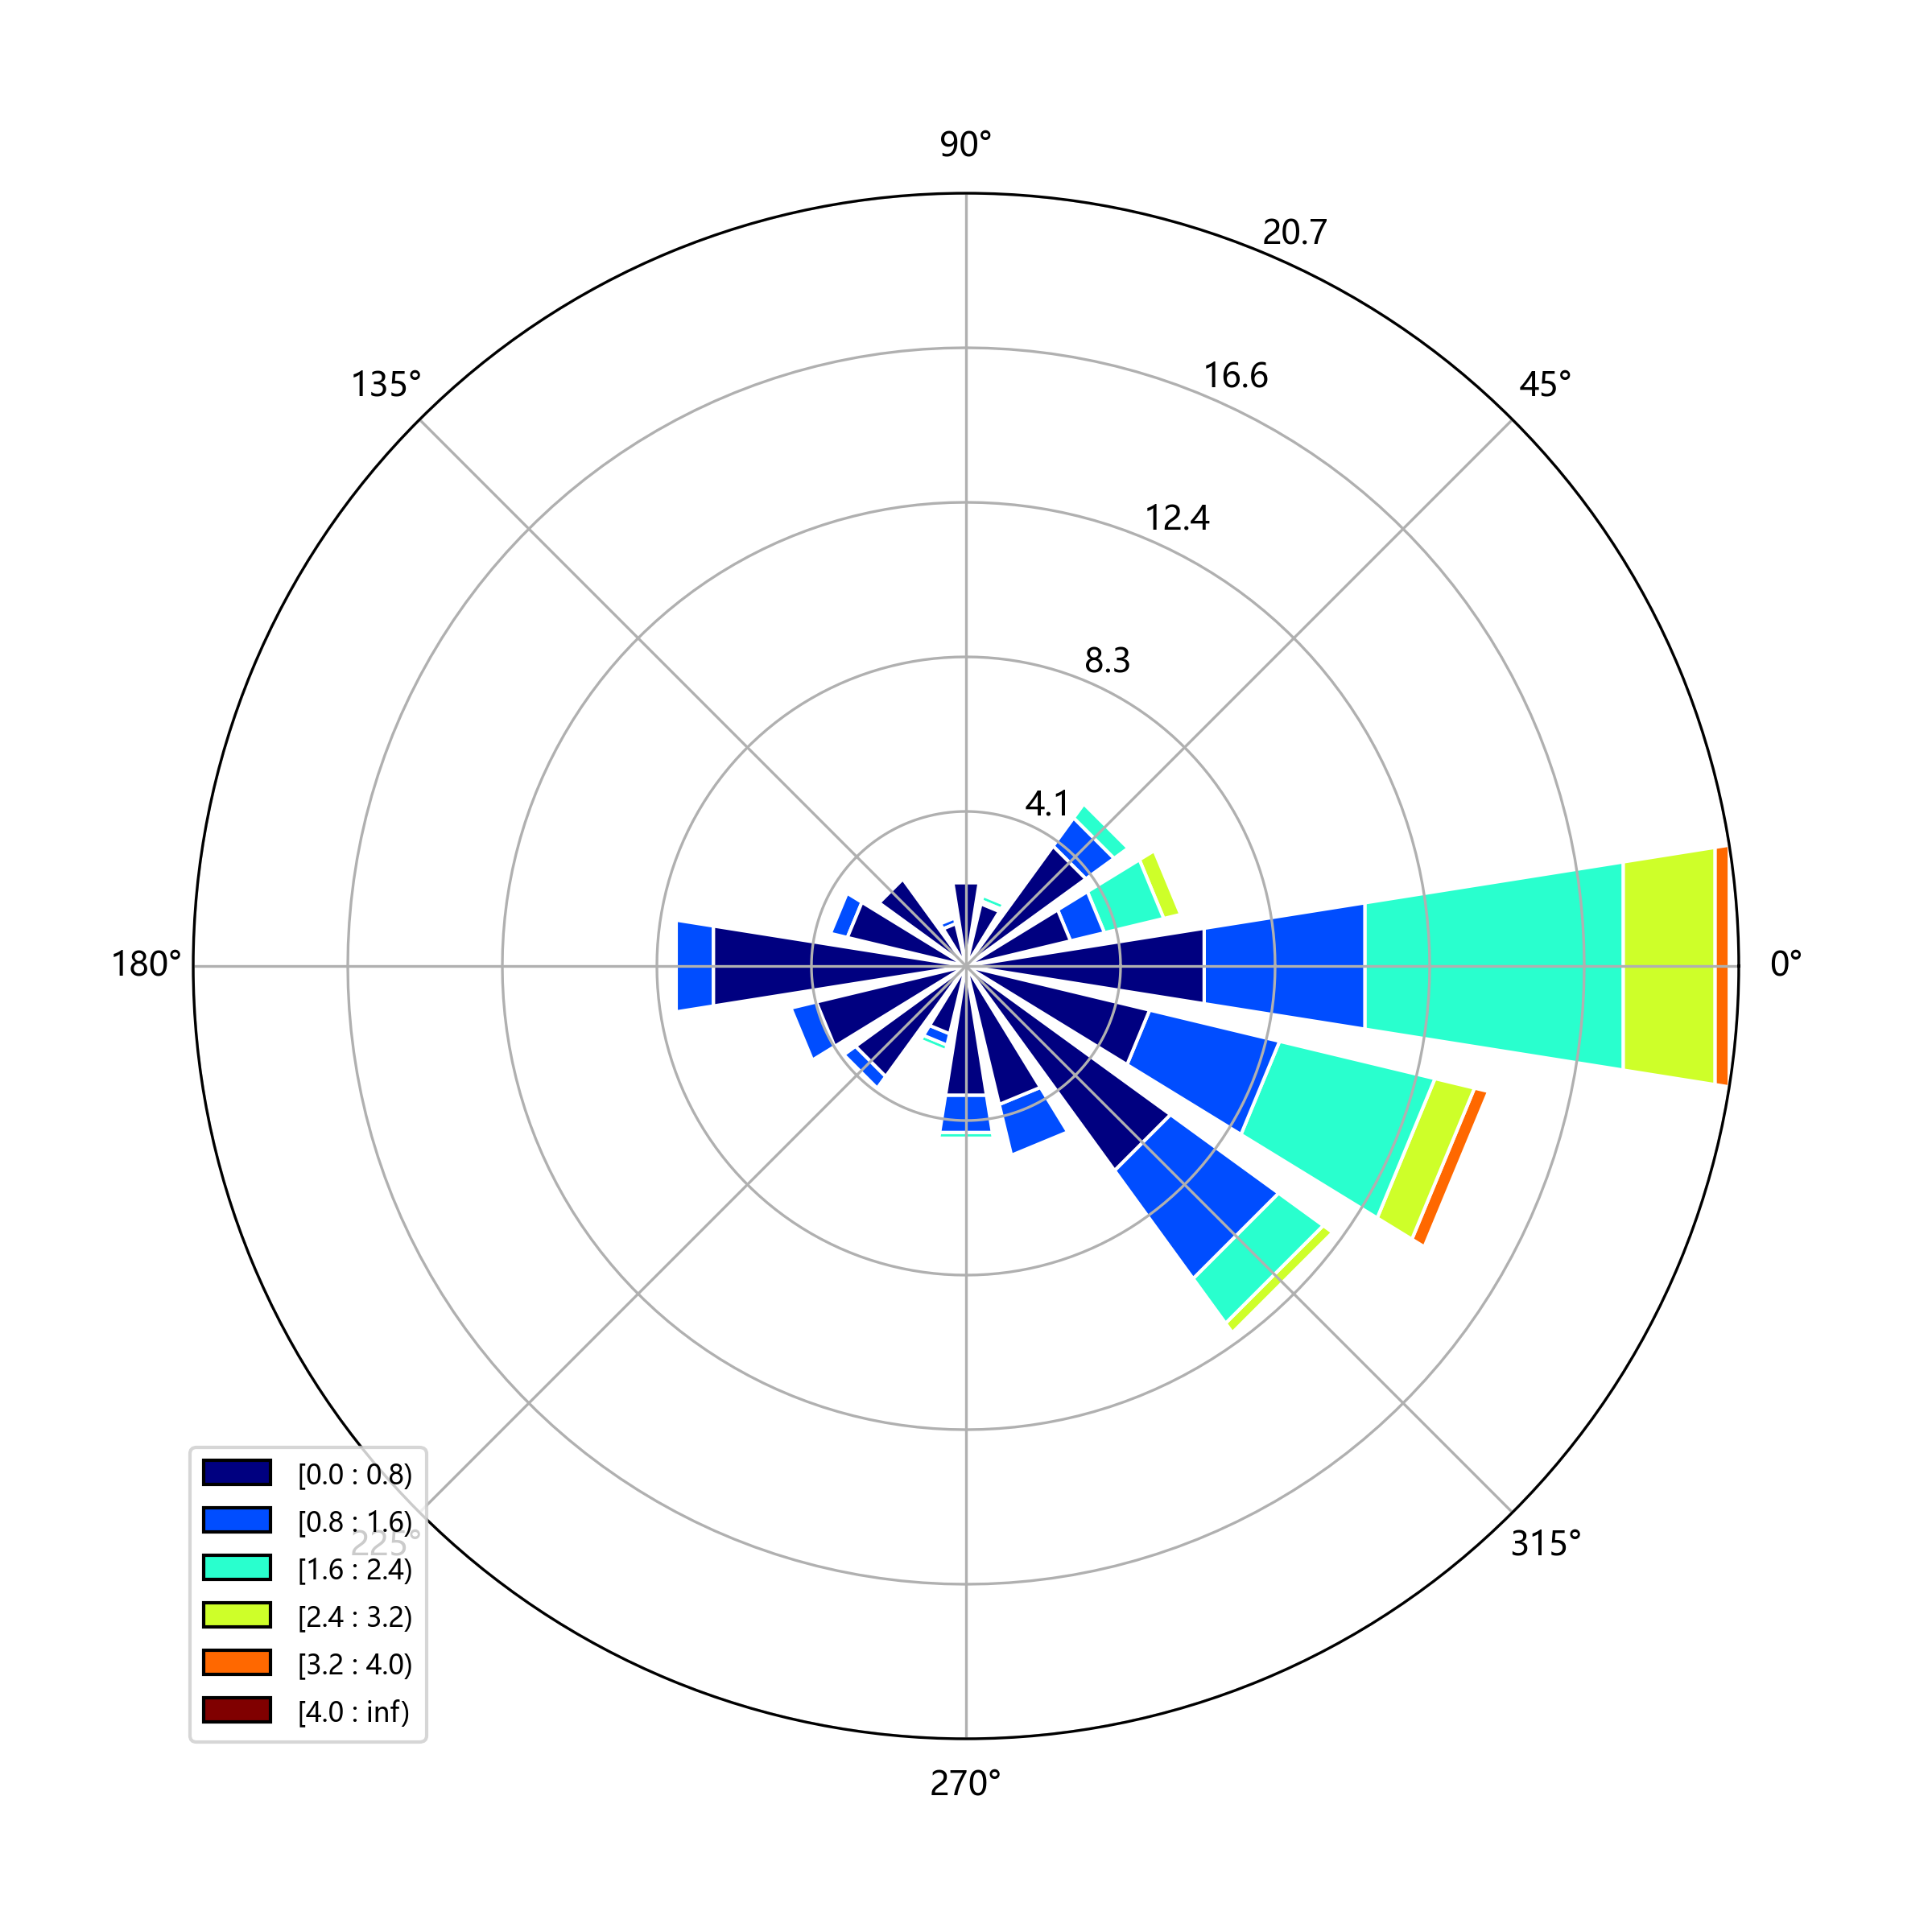 90°
20.7
135°
16.6
45°
12.4
8.3
4.1
180°
0°
[0.0 : 0.8)
[0.8 : 1.6)
225°
315°
[1.6 : 2.4)
[2.4 : 3.2)
[3.2 : 4.0)
[4.0 : inf)
270°